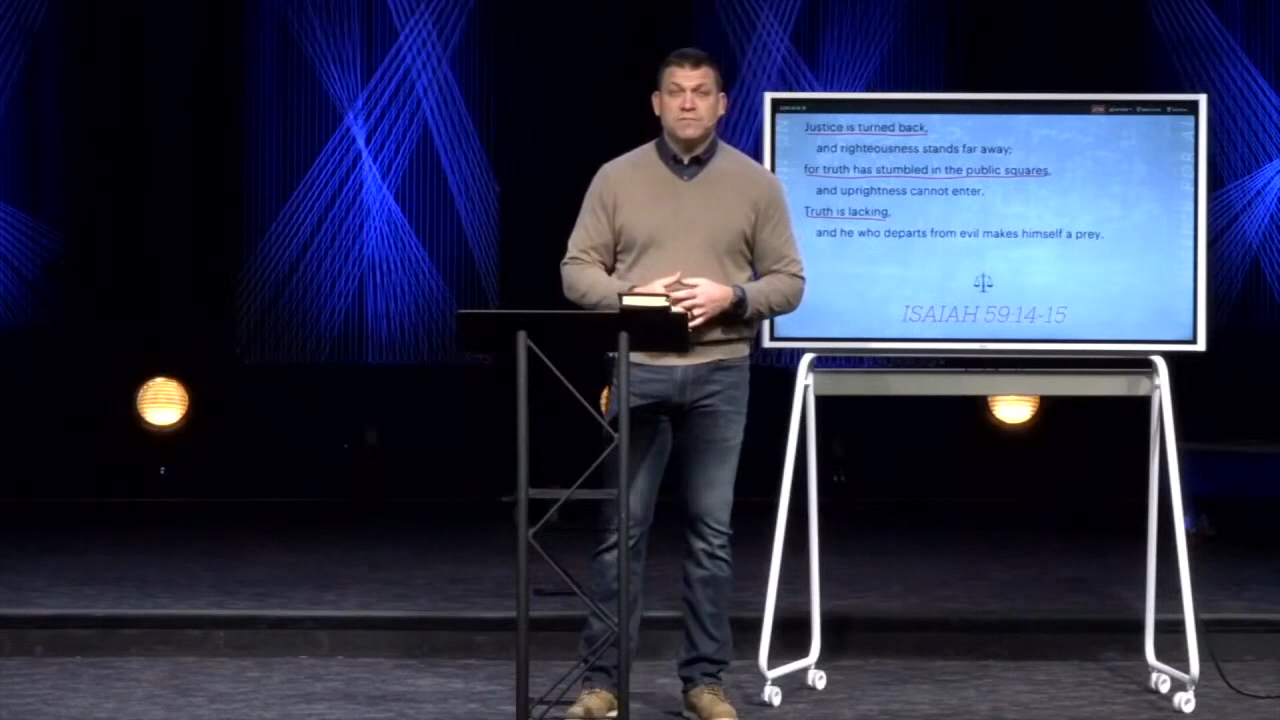 Justice is turned back,
and righteousness stands far away;
for truth has stumbled in the public squares,
and uprightness cannot enter.
Truth is lacking,
and he who departs from evil makes himself a prey.
ISAIAH 59:14-15